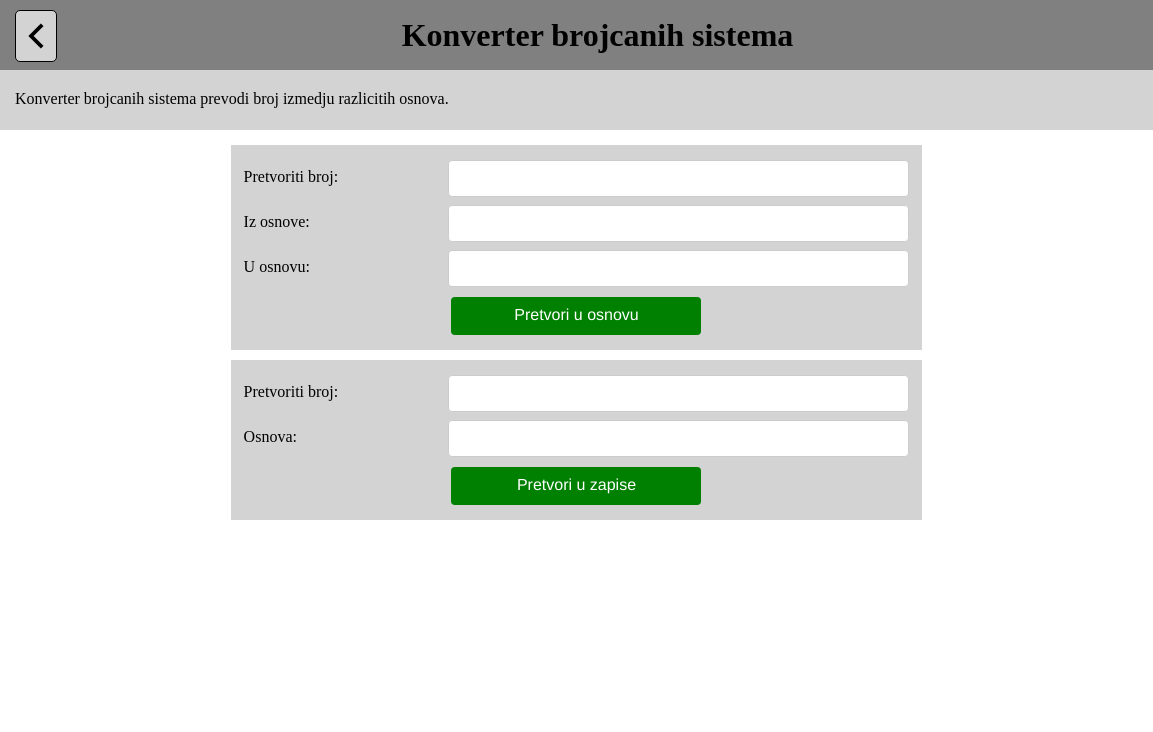 Konverter brojcanih sistema
Konverter brojcanih sistema prevodi broj izmedju razlicitih osnova.
Pretvoriti broj:
Iz osnove:
U osnovu:
Pretvori u osnovu
Pretvoriti broj:
Osnova:
Pretvori u zapise